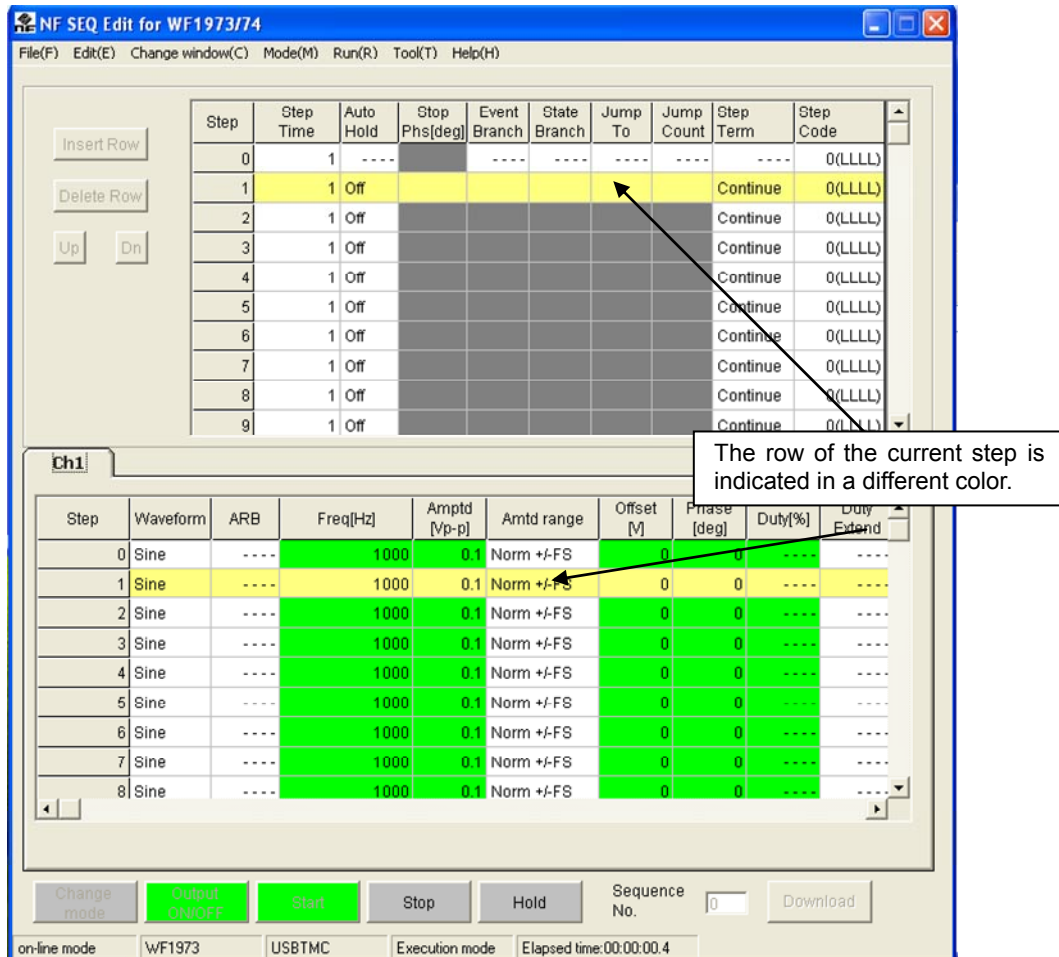 NF SEQ Edit for WF1973/74
File(F) Edit(E) Change window(C) Mode(M) Run(R) Tool(T) Help(H)
Insert Row
Delete Row
Up Dn
Step Step Time Auto Hold Stop Phs[deg] Event Branch State Branch Jump To Jump Count Step Term Step Code
0 1 ---- ---- ---- ---- ---- ---- 0(LLLL)
1 1 Off Continue 0(LLLL)
2 1 Off Continue 0(LLLL)
3 1 Off Continue 0(LLLL)
4 1 Off Continue 0(LLLL)
5 1 Off Continue 0(LLLL)
6 1 Off Continue 0(LLLL)
7 1 Off Continue 0(LLLL)
8 1 Off Continue 0(LLLL)
9 1 Off Continue 0(LLLL)
The row of the current step is
indicated in a different color.
Ch1
Step Waveform ARB Freq[Hz] Amptd [Vp-p] Amtd range Offset [V] Phase [deg] Duty[%] Duty Extend
0 Sine ---- 1000 0.1 Norm +/-FS 0 0 ---- ----
1 Sine ---- 1000 0.1 Norm +/-FS 0 0 ---- ----
2 Sine ---- 1000 0.1 Norm +/-FS 0 0 ---- ----
3 Sine ---- 1000 0.1 Norm +/-FS 0 0 ---- ----
4 Sine ---- 1000 0.1 Norm +/-FS 0 0 ---- ----
5 Sine ---- 1000 0.1 Norm +/-FS 0 0 ---- ----
6 Sine ---- 1000 0.1 Norm +/-FS 0 0 ---- ----
7 Sine ---- 1000 0.1 Norm +/-FS 0 0 ---- ----
8 Sine ---- 1000 0.1 Norm +/-FS 0 0 ---- ----
Change mode Output ON/OFF Start Stop Hold Sequence No. 0 Download
on-line mode WF1973 USBTMC Execution mode Elapsed time:00:00:00.4